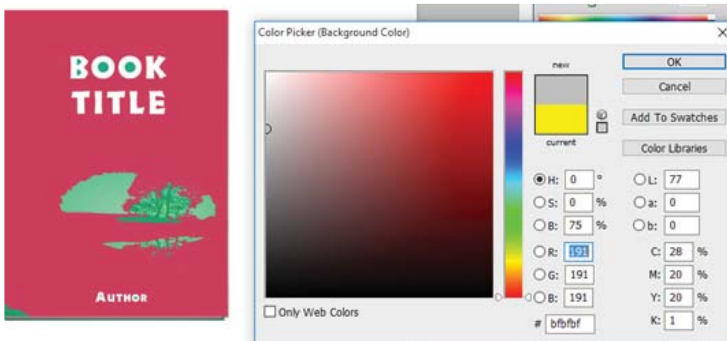 BOOK
TITLE
AUTHOR
Color Picker (Background Color)
new
current
OK
Cancel
Add To Swatches
Color Libraries
H: 0 °
S: 0 %
B: 75 %
R: 191
G: 191
B: 191
# bfbfbf
L: 77
a: 0
b: 0
C: 28 %
M: 20 %
Y: 20 %
K: 1 %
Only Web Colors